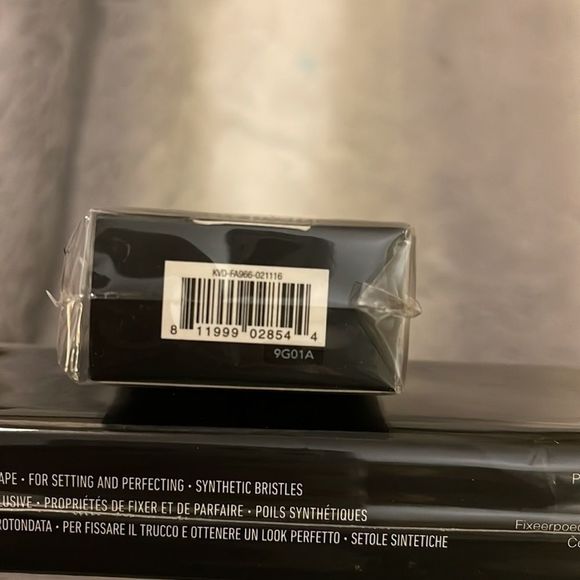 KVD-FA966-021116
8 11999 02854 4
9G01A
APE • FOR SETTING AND PERFECTING • SYNTHETIC BRISTLES
LUSIVE • PROPRIÉTÉS DE FIXER ET DE PARFAIRE • POILS SYNTHÉTIQUES
ROTONDATA • PER FISSARE IL TRUCCO E OTTENERE UN LOOK PERFETTO • SETOLE SINTETICHE
P
Fixeerpoed